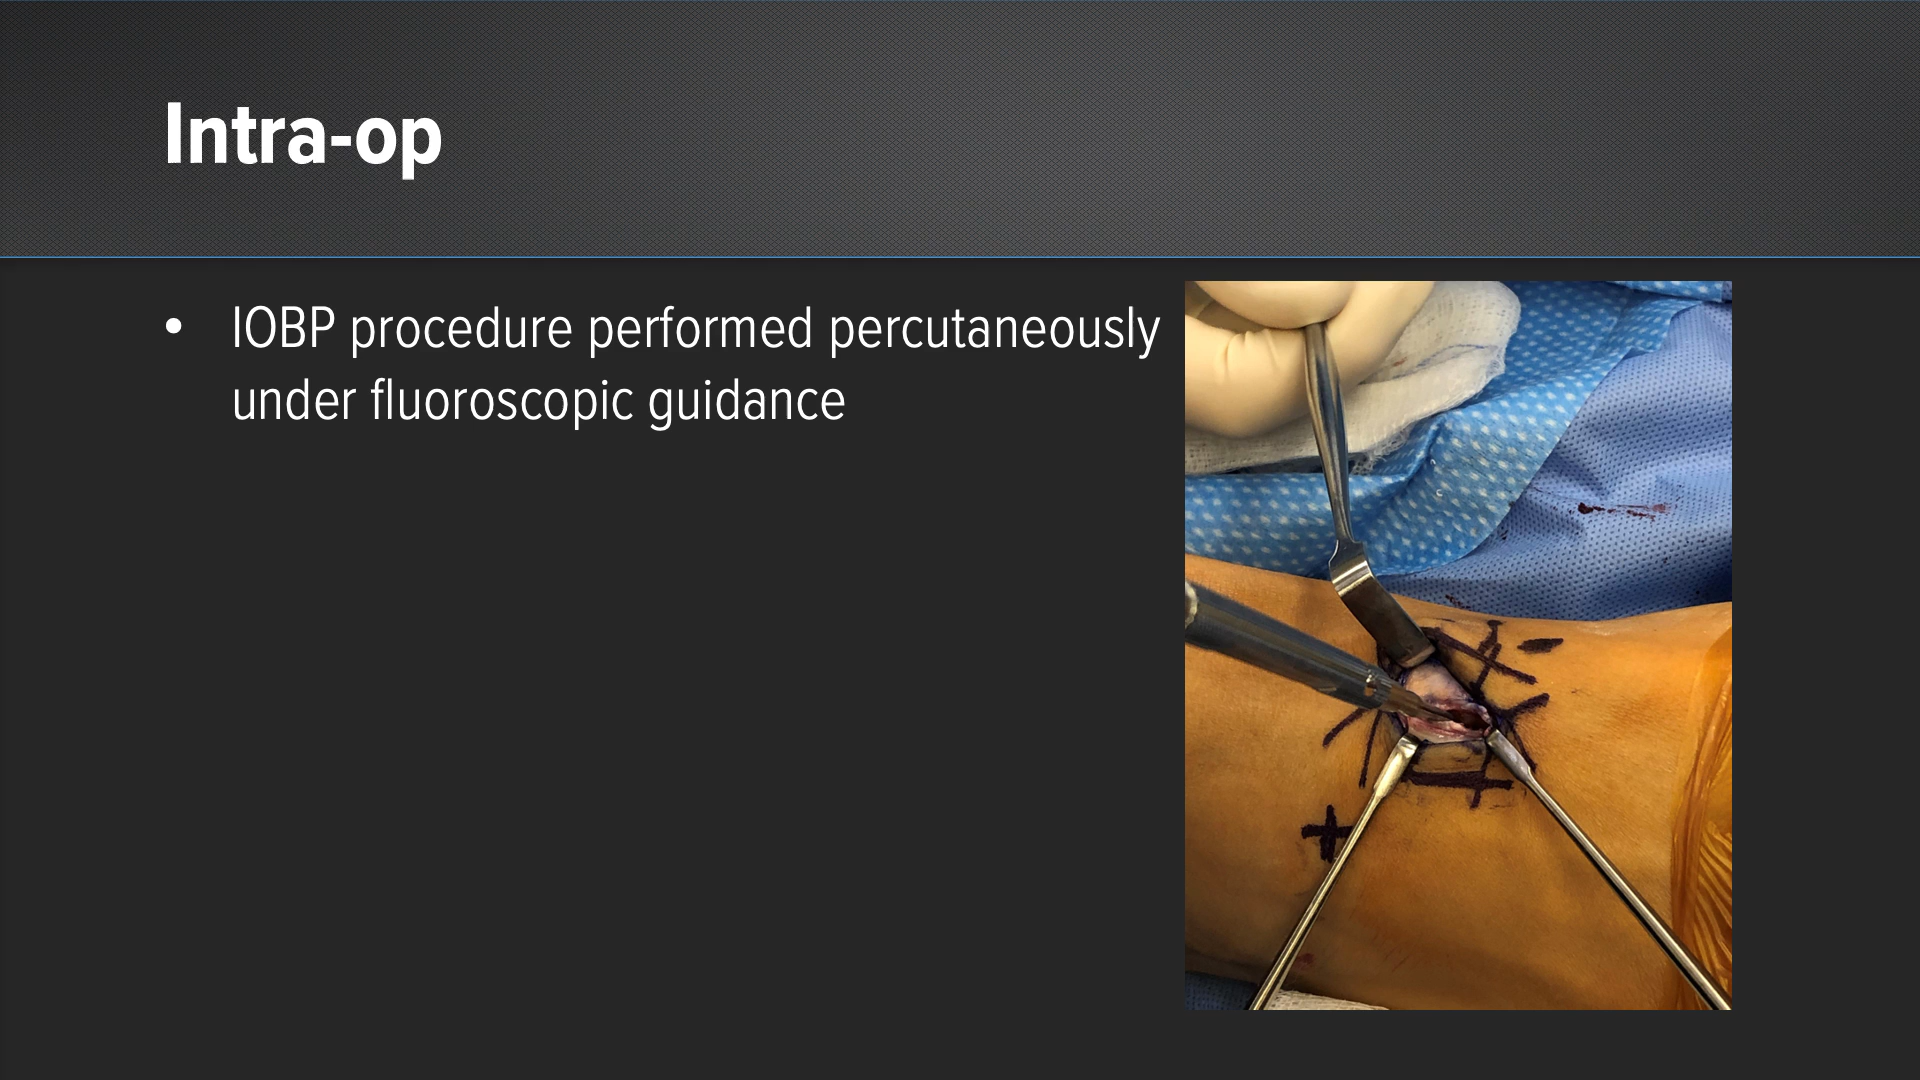 Intra-op
• IOBP procedure performed percutaneously
under fluoroscopic guidance